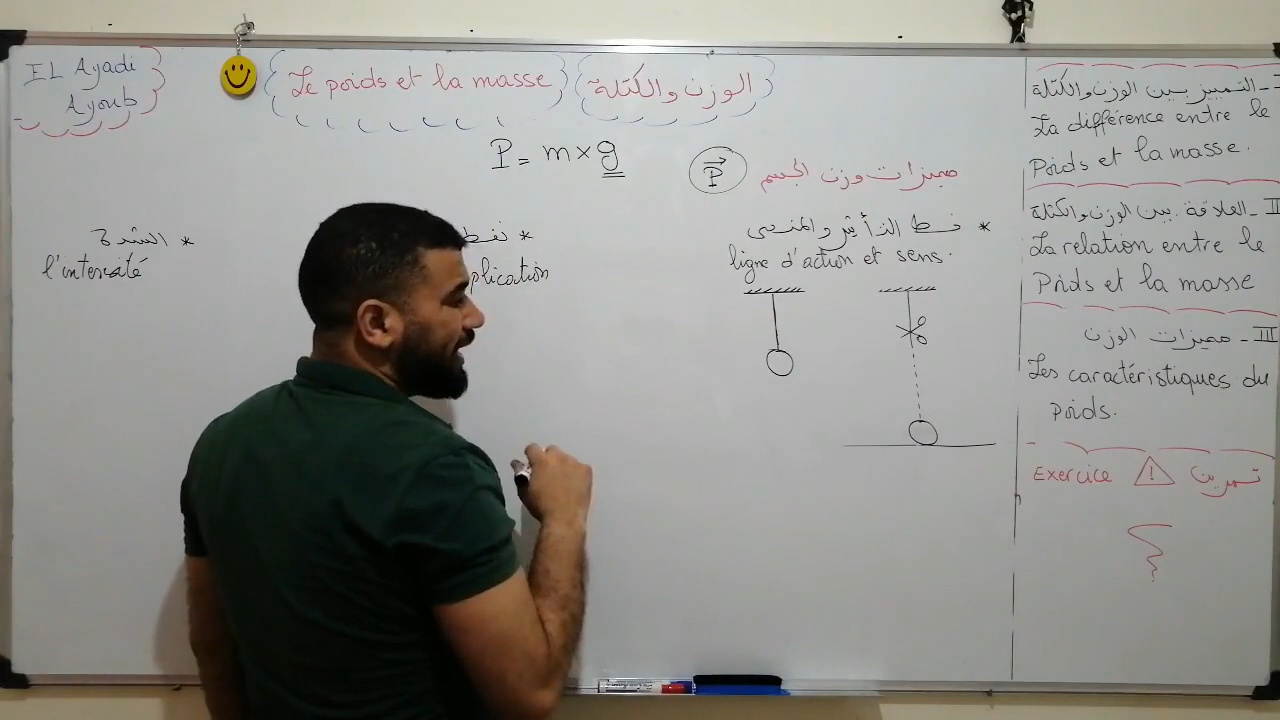 IL Ayadi
Ayoub
Le poids et la masse
الوزن والكتلة
P = m × g
P
مميزات وزن الجسم
* خط التأثير والمنحى
ligne d'action et sens.
* نقط
plication
* الشدة
l'intensité
I - التمييز بين الوزن والكتلة
La différence entre le
Poids et la masse.
II - العلاقة بين الوزن والكتلة
La relation entre le
Poids et la masse
III - مميزات الوزن
Les caractéristiques du
Poids.
Exercice ! تمرين